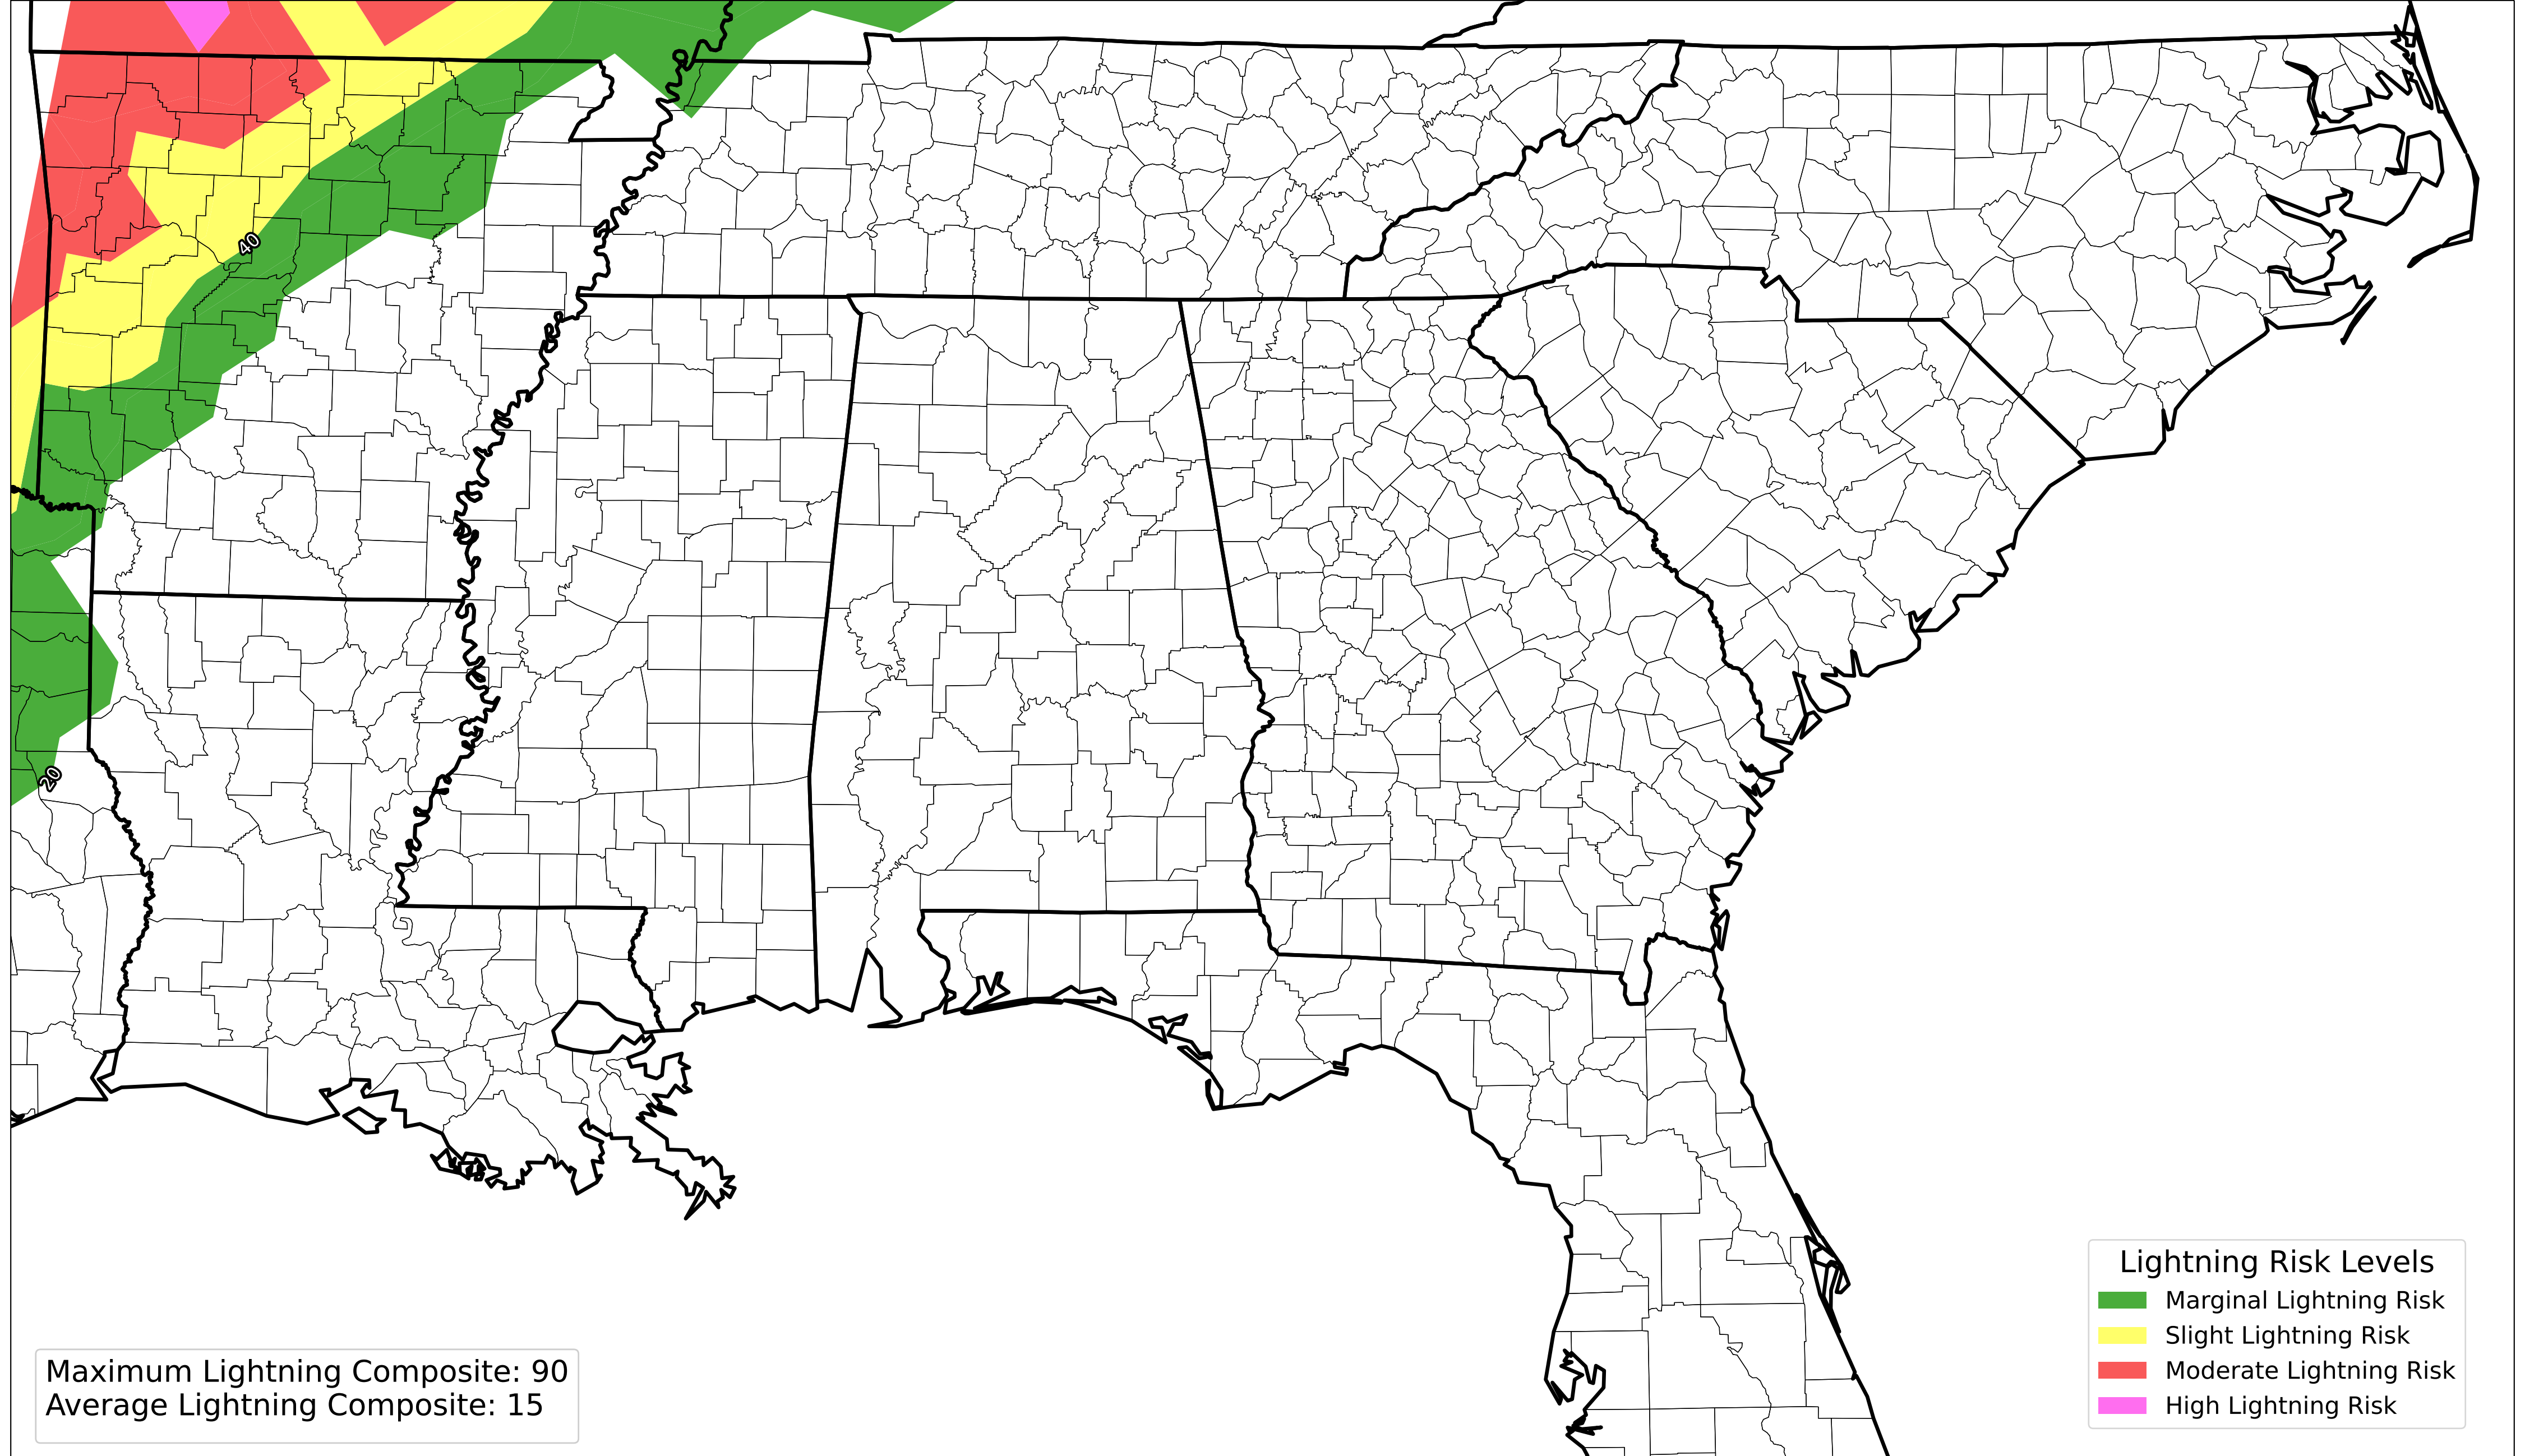 40
20
Lightning Risk Levels
Marginal Lightning Risk
Slight Lightning Risk
Moderate Lightning Risk
High Lightning Risk
Maximum Lightning Composite: 90
Average Lightning Composite: 15